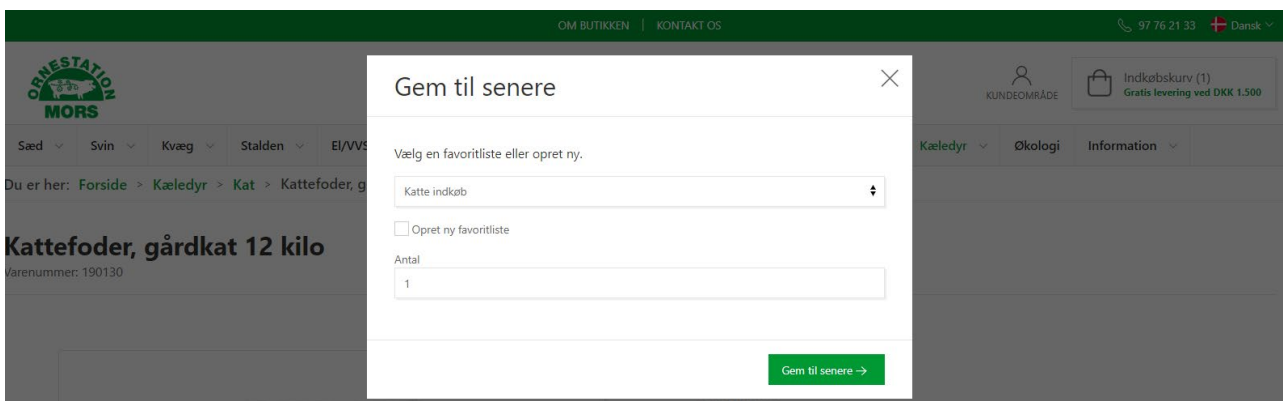 OM BUTIKKEN | KONTAKT OS
97 76 21 33 Dansk
ORNESTATION
MORS
Gem til senere
KUNDEOMRÅDE
Indkøbskurv (1)
Gratis levering ved DKK 1.500
Sæd Svin Kvæg Stalden El/VVS Kæledyr Økologi Information
Vælg en favoritliste eller opret ny.
Du er her: Forside > Kæledyr > Kat > Kattefoder, g
Katte indkøb
Opret ny favoritliste
Kattefoder, gårdkat 12 kilo
Varenummer: 190130
Antal
1
Gem til senere →